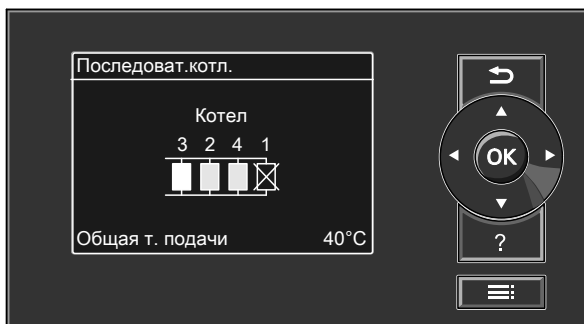 Последоват.котл.
Котел
3 2 4 1
Общая т. подачи 40°C
OK
?